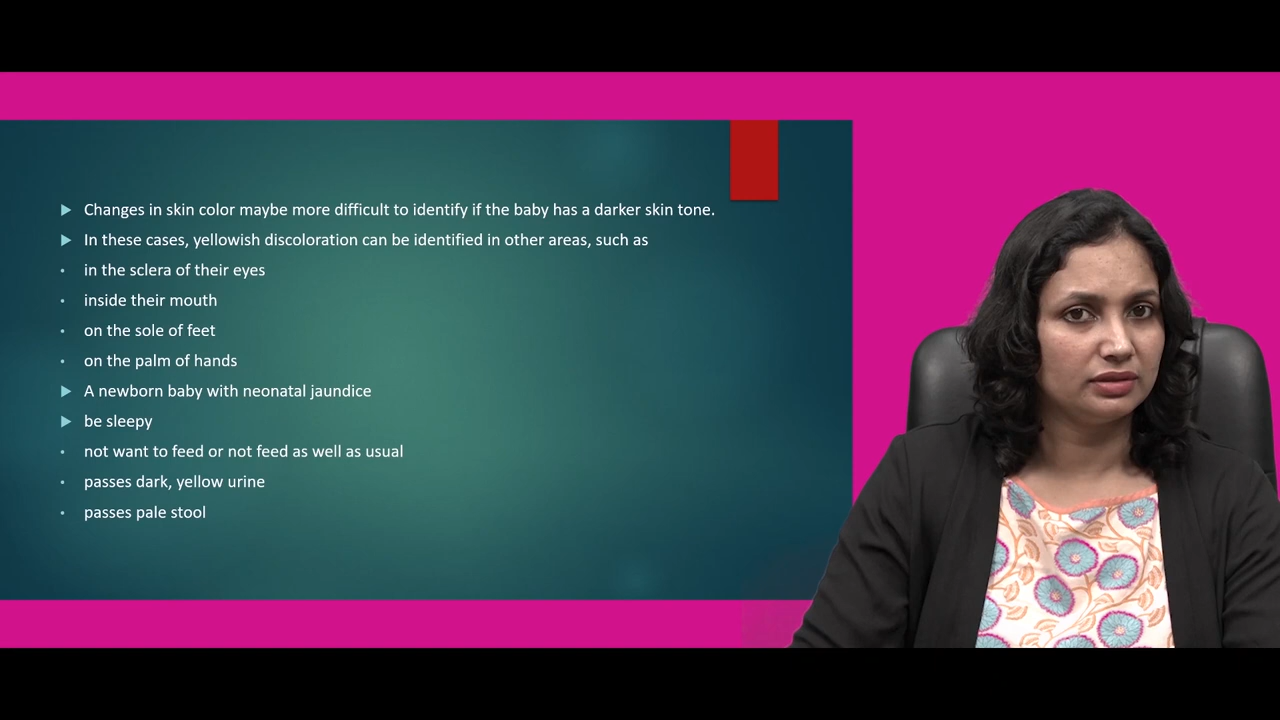 Changes in skin color maybe more difficult to identify if the baby has a darker skin tone.
In these cases, yellowish discoloration can be identified in other areas, such as
in the sclera of their eyes
inside their mouth
on the sole of feet
on the palm of hands
A newborn baby with neonatal jaundice
be sleepy
not want to feed or not feed as well as usual
passes dark, yellow urine
passes pale stool